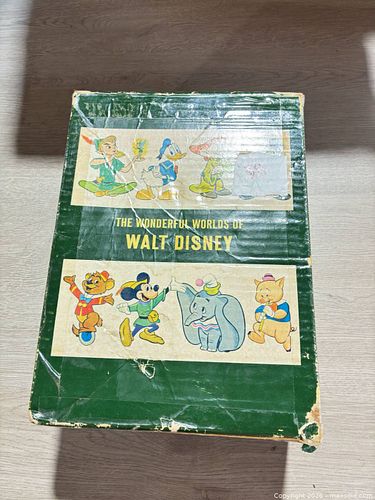 THE WONDERFUL WORLDS OF
WALT DISNEY